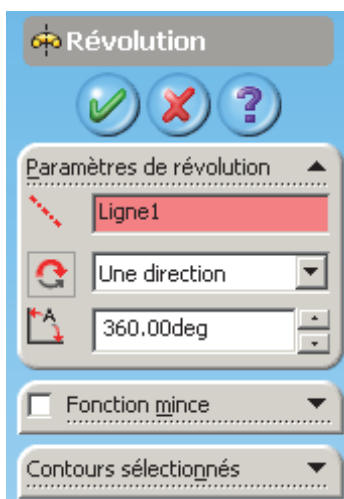 Révolution
?
Paramètres de révolution
Ligne1
Une direction
A
360.00deg
Fonction mince
Contours sélectionnés